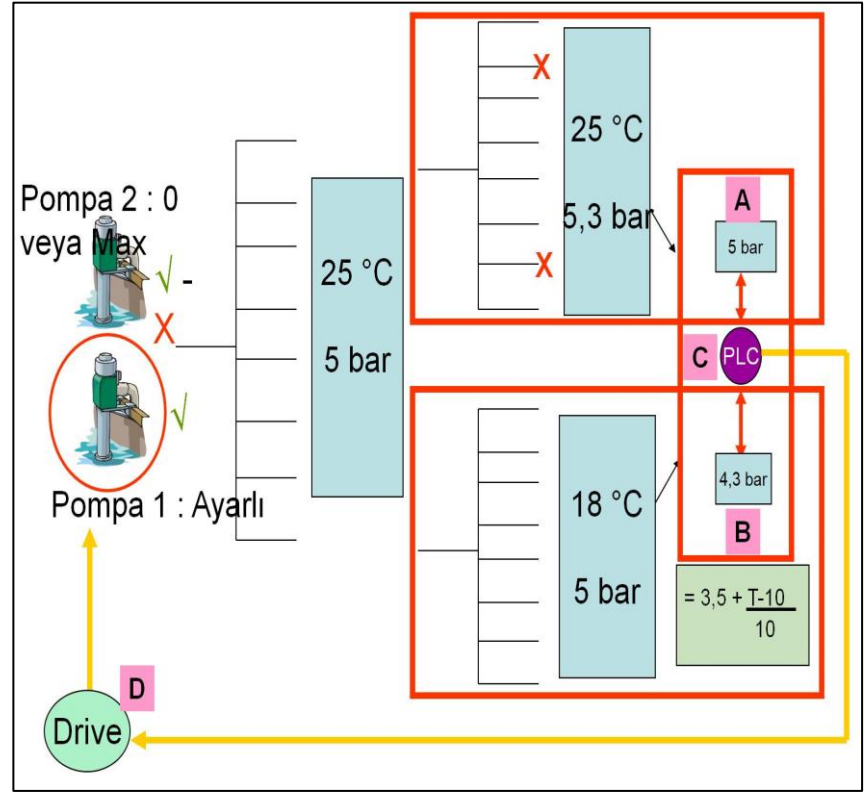 Pompa 2 : 0
veya Max
√ -
X
√
Pompa 1 : Ayarlı
25 °C
5 bar
X
X
25 °C
5,3 bar
A
5 bar
C
PLC
18 °C
5 bar
4,3 bar
B
= 3,5 + T-10
10
D
Drive